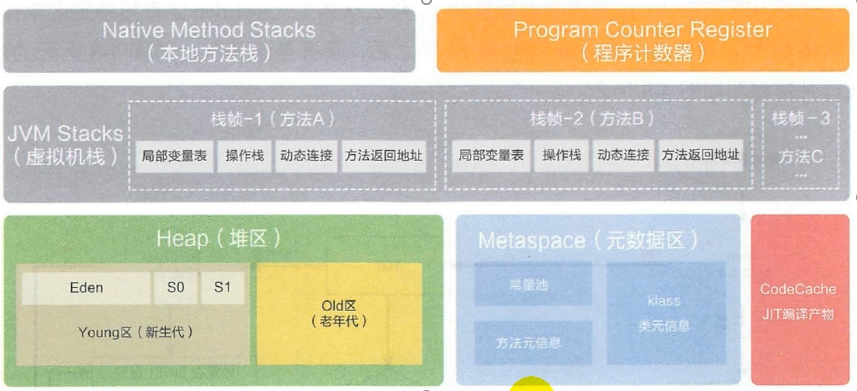 Native Method Stacks
（本地方法栈）
Program Counter Register
（程序计数器）
JVM Stacks
（虚拟机栈）
栈帧-1（方法A）
局部变量表
操作栈
动态连接
方法返回地址
栈帧-2（方法B）
局部变量表
操作栈
动态连接
方法返回地址
栈帧-3
...
方法C
...
Heap（堆区）
Eden
S0
S1
Young区（新生代）
Old区
（老年代）
Metaspace（元数据区）
常量池
方法元信息
klass
类元信息
CodeCache
JIT编译产物